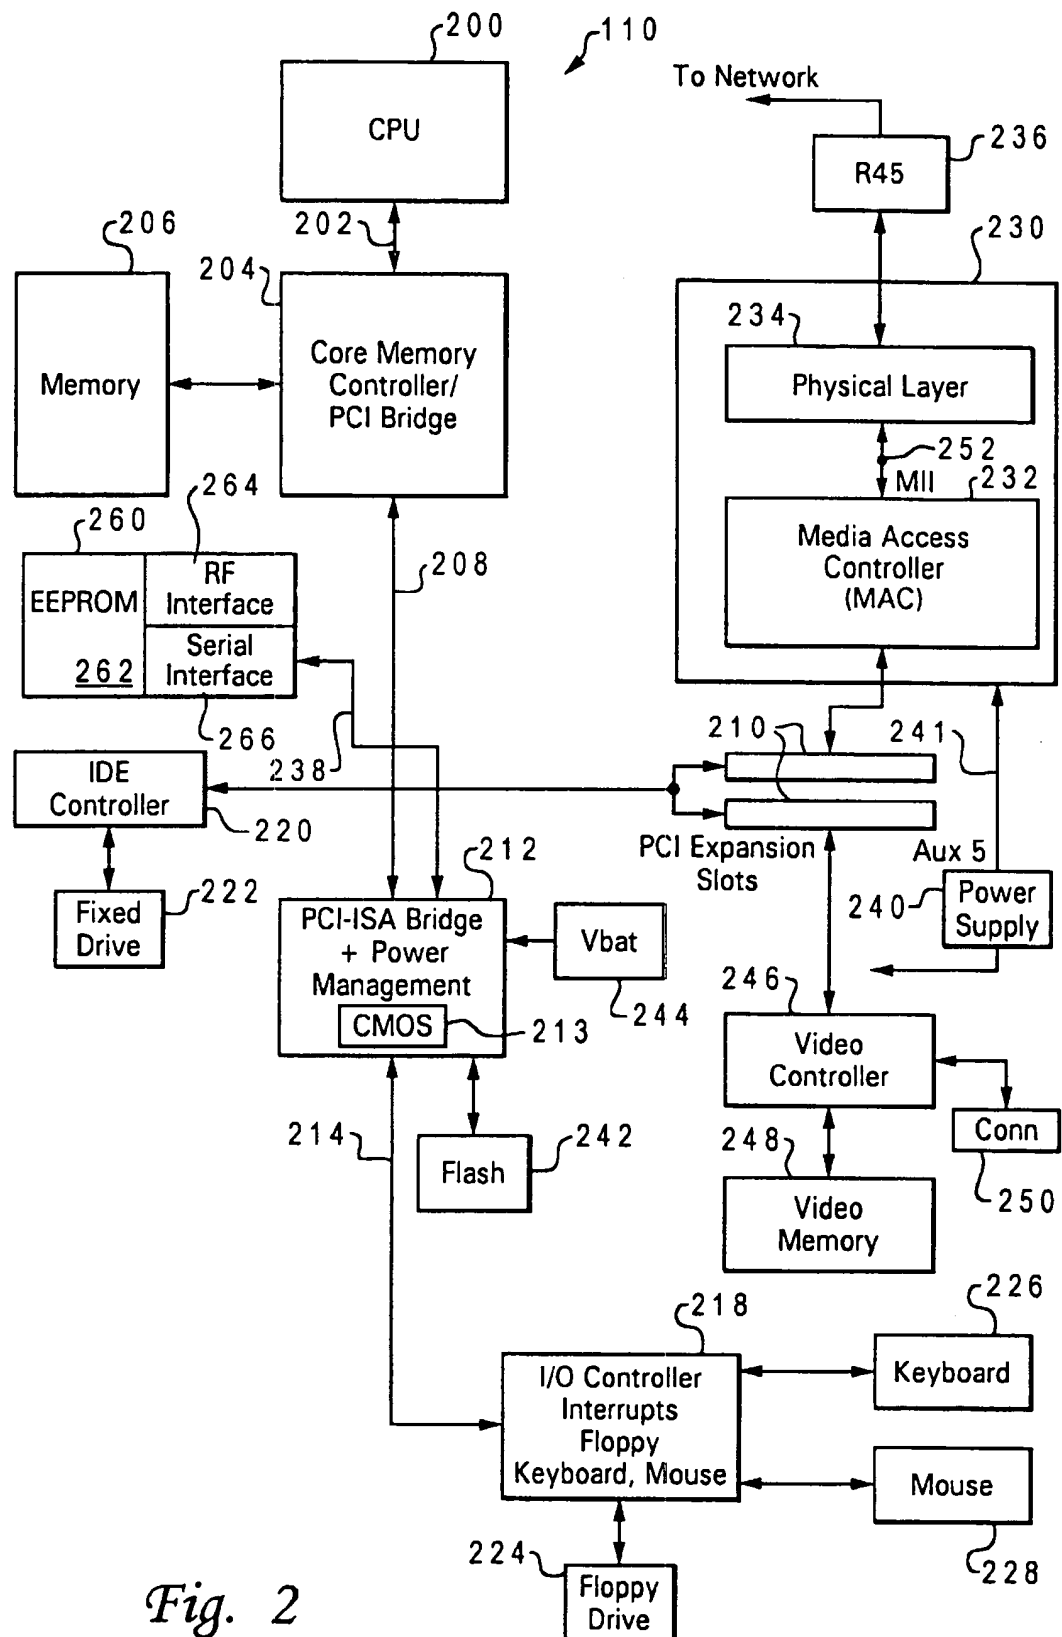 200
110
To Network
CPU
236
R45
202
206
230
204
234
Core Memory
Controller/
PCI Bridge
Memory
Physical Layer
252
MII
232
264
260
208
Media Access
Controller
(MAC)
RF
Interface
EEPROM
Serial
Interface
262
266
238
210
241
IDE
Controller
220
PCI Expansion
Slots
Aux 5
212
222
Fixed
Drive
240
Power
Supply
PCI-ISA Bridge
+ Power
Management
Vbat
246
244
CMOS
213
Video
Controller
214
242
248
Conn
Flash
250
Video
Memory
218
226
I/O Controller
Interrupts
Floppy
Keyboard, Mouse
Keyboard
Mouse
224
228
Floppy
Drive
Fig. 2